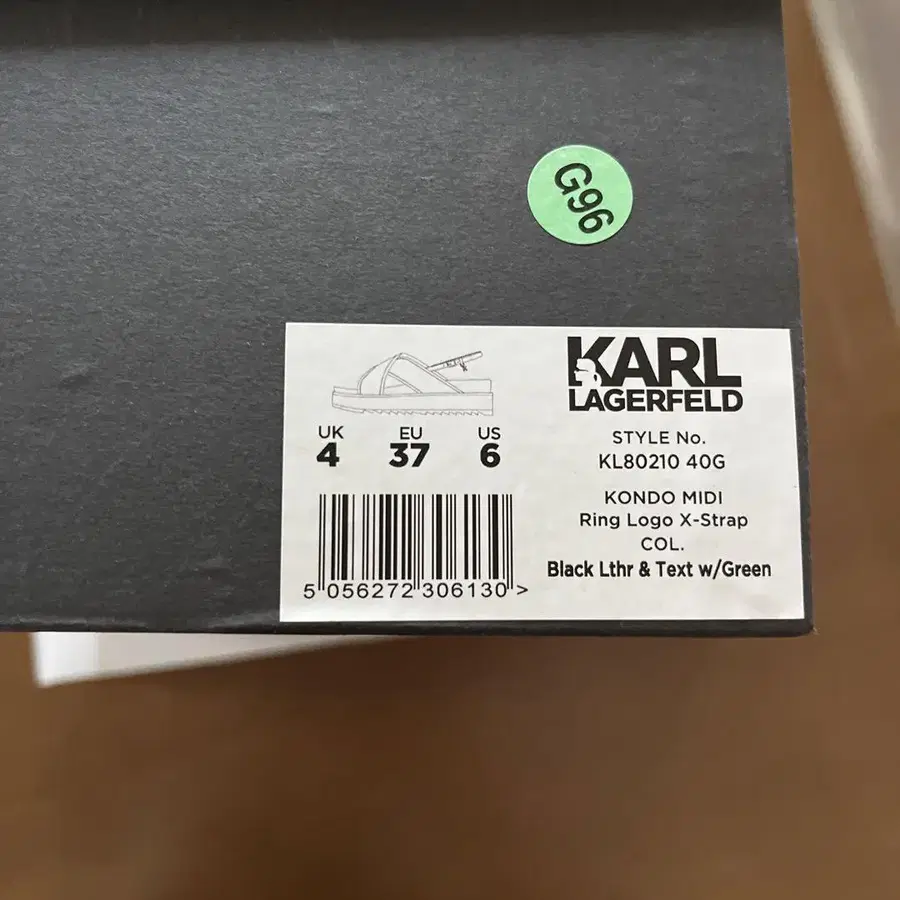 G96
KARL
LAGERFELD
UK EU US
4 37 6
STYLE No.
KL80210 40G
KONDO MIDI
Ring Logo X-Strap
COL.
Black Lthr & Text w/Green
5 056272 306130 >